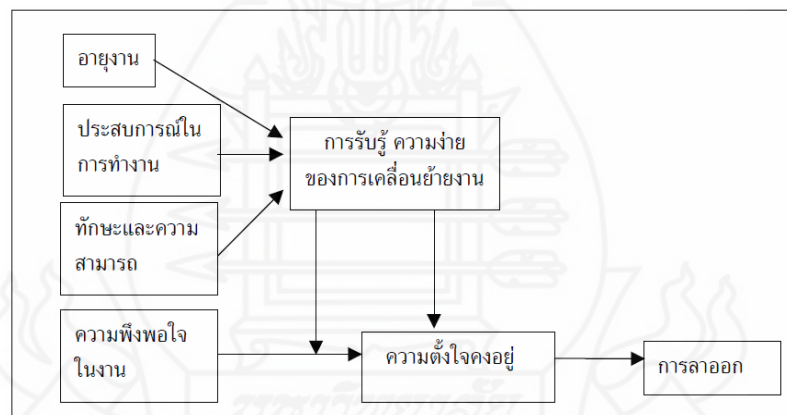 อายุงาน
ประสบการณ์ใน
การทำงาน
การรับรู้ ความง่าย
ของการเคลื่อนย้ายงาน
ทักษะและความ
สามารถ
ความพึงพอใจ
ในงาน
ความตั้งใจคงอยู่
การลาออก